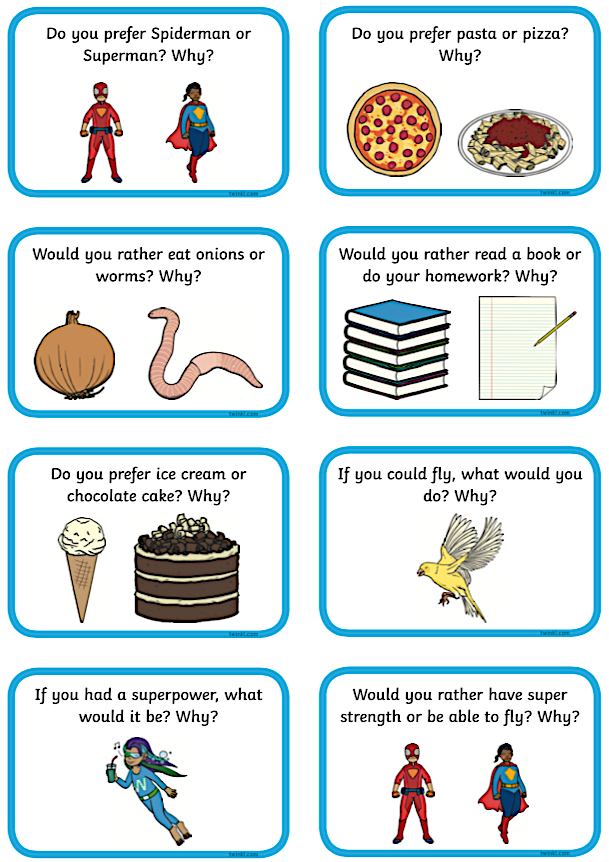 Do you prefer Spiderman or
Superman? Why?
twinkl.com
Do you prefer pasta or pizza?
Why?
twinkl.com
Would you rather eat onions or
worms? Why?
twinkl.com
Would you rather read a book or
do your homework? Why?
twinkl.com
Do you prefer ice cream or
chocolate cake? Why?
twinkl.com
If you could fly, what would you
do? Why?
twinkl.com
If you had a superpower, what
would it be? Why?
N
twinkl.com
Would you rather have super
strength or be able to fly? Why?
twinkl.com